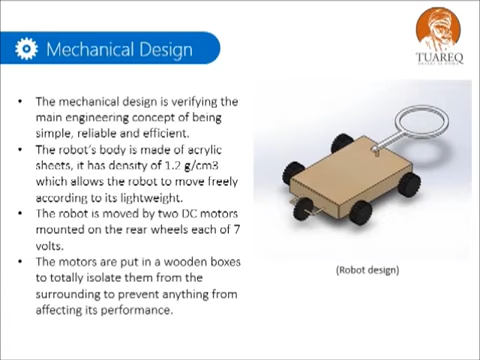 Mechanical Design
TUAREQ
• The mechanical design is verifying the
main engineering concept of being
simple, reliable and efficient.
• The robot's body is made of acrylic
sheets, it has density of 1.2 g/cm3
which allows the robot to move freely
according to its lightweight.
• The robot is moved by two DC motors
mounted on the rear wheels each of 7
volts.
• The motors are put in a wooden boxes
to totally isolate them from the
surrounding to prevent anything from
affecting its performance.
(Robot design)